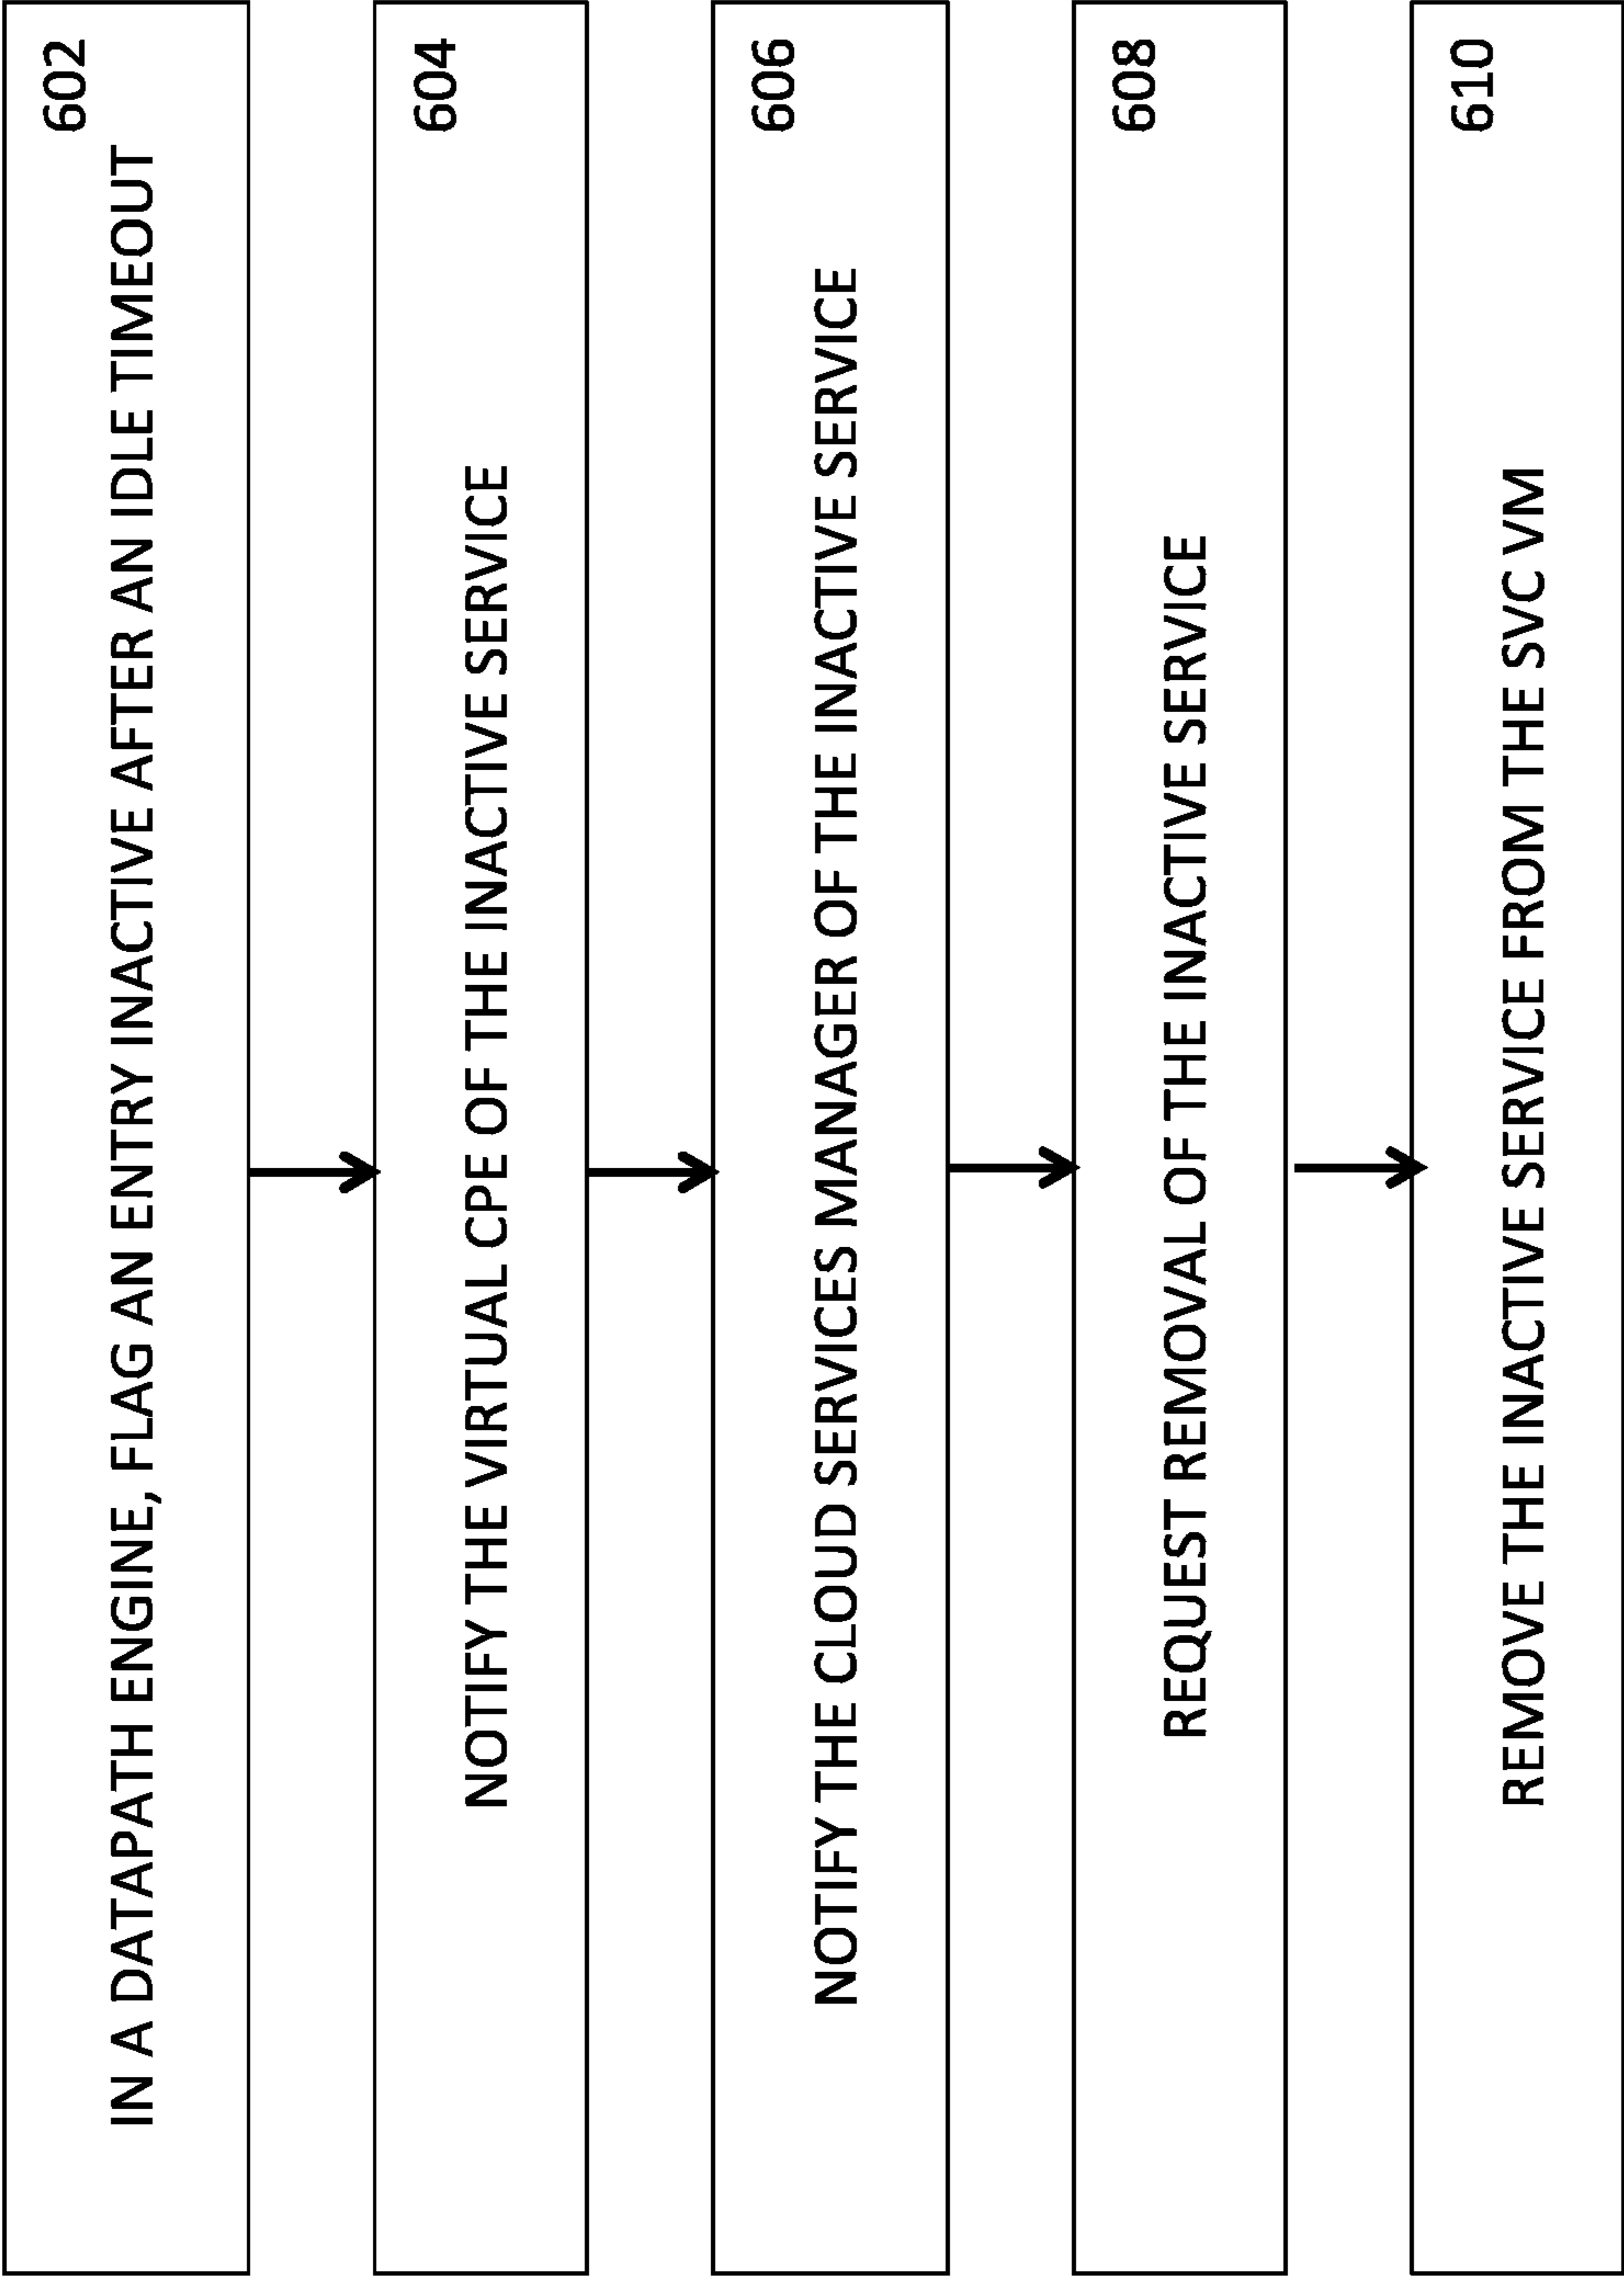 602
IN A DATAPATH ENGINE, FLAG AN ENTRY INACTIVE AFTER AN IDLE TIMEOUT
604
NOTIFY THE VIRTUAL CPE OF THE INACTIVE SERVICE
606
NOTIFY THE CLOUD SERVICES MANAGER OF THE INACTIVE SERVICE
608
REQUEST REMOVAL OF THE INACTIVE SERVICE
610
REMOVE THE INACTIVE SERVICE FROM THE SVC VM